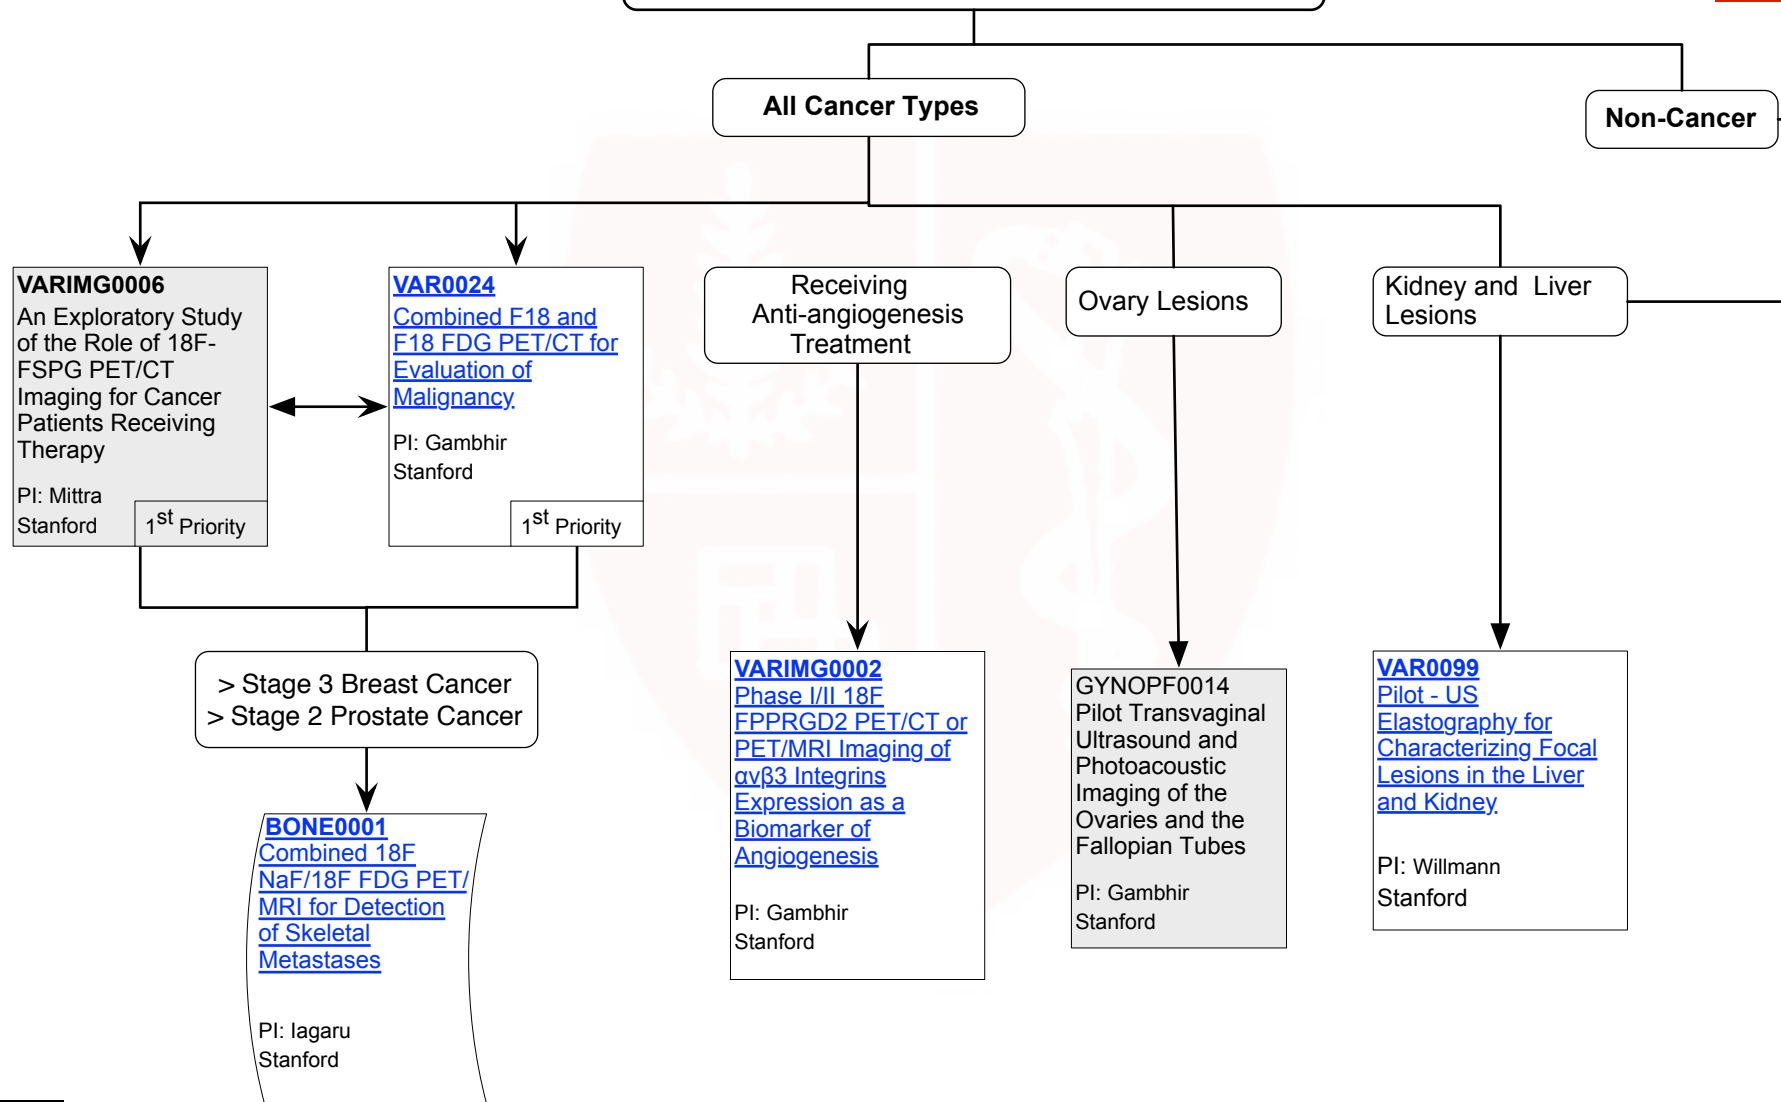 All Cancer Types
Non-Cancer
VARIMG0006
An Exploratory Study
of the Role of 18F-
FSPG PET/CT
Imaging for Cancer
Patients Receiving
Therapy
PI: Mittra
Stanford
1st Priority
VAR0024
Combined F18 and
F18 FDG PET/CT for
Evaluation of
Malignancy
PI: Gambhir
Stanford
1st Priority
Receiving
Anti-angiogenesis
Treatment
Ovary Lesions
Kidney and Liver
Lesions
> Stage 3 Breast Cancer
> Stage 2 Prostate Cancer
BONE0001
Combined 18F
NaF/18F FDG PET/
MRI for Detection
of Skeletal
Metastases
PI: Iagaru
Stanford
VARIMG0002
Phase I/II 18F
FPPRGD2 PET/CT or
PET/MRI Imaging of
αvβ3 Integrins
Expression as a
Biomarker of
Angiogenesis
PI: Gambhir
Stanford
GYNOPF0014
Pilot Transvaginal
Ultrasound and
Photoacoustic
Imaging of the
Ovaries and the
Fallopian Tubes
PI: Gambhir
Stanford
VAR0099
Pilot - US
Elastography for
Characterizing Focal
Lesions in the Liver
and Kidney
PI: Willmann
Stanford